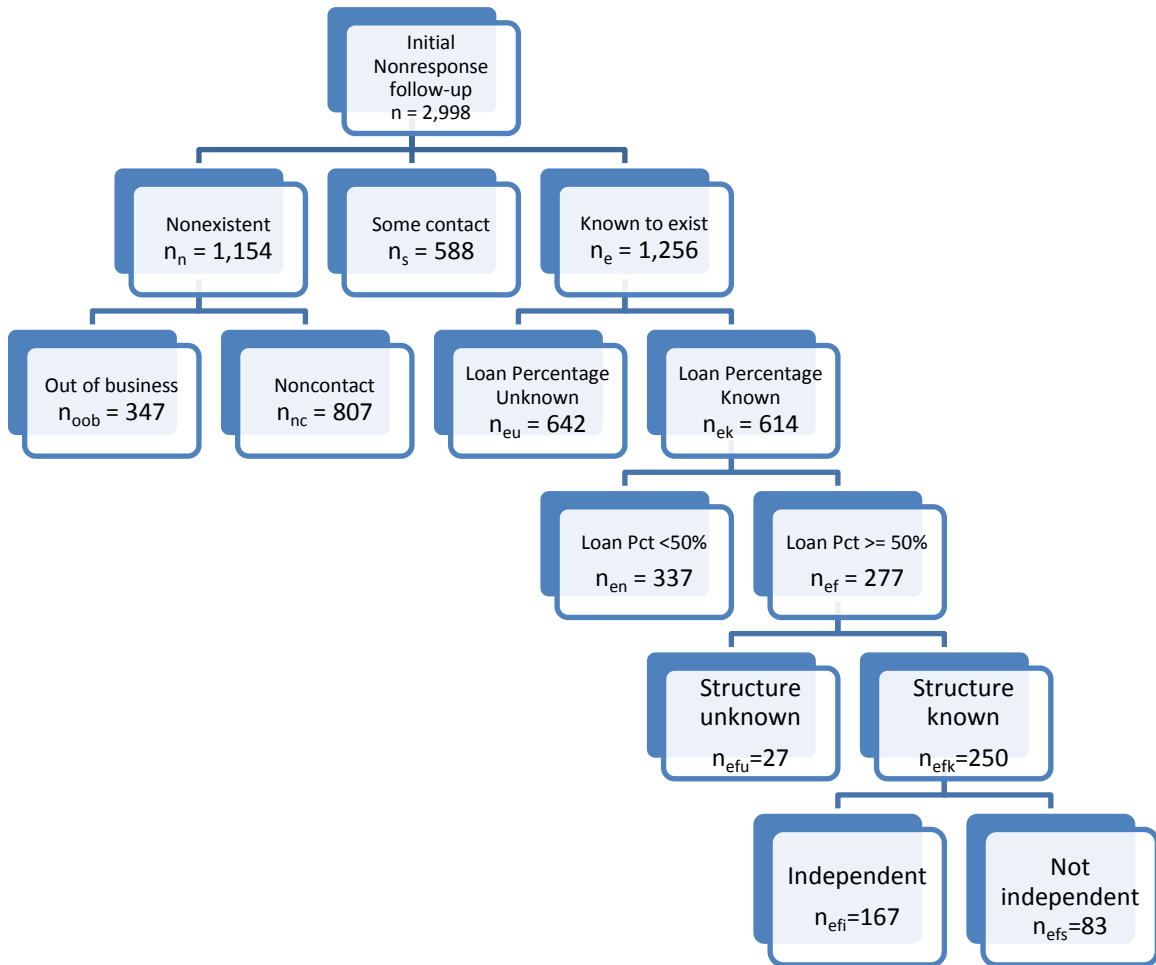 Initial
Nonresponse
follow-up
n = 2,998
Nonexistent
nn = 1,154
Some contact
ns = 588
Known to exist
ne = 1,256
Out of business
noob = 347
Noncontact
nnc = 807
Loan Percentage
Unknown
neu = 642
Loan Percentage
Known
nek = 614
Loan Pct <50%
nen = 337
Loan Pct >= 50%
nef = 277
Structure
unknown
nefu=27
Structure
known
nefk=250
Independent
nefi=167
Not
independent
nefs=83